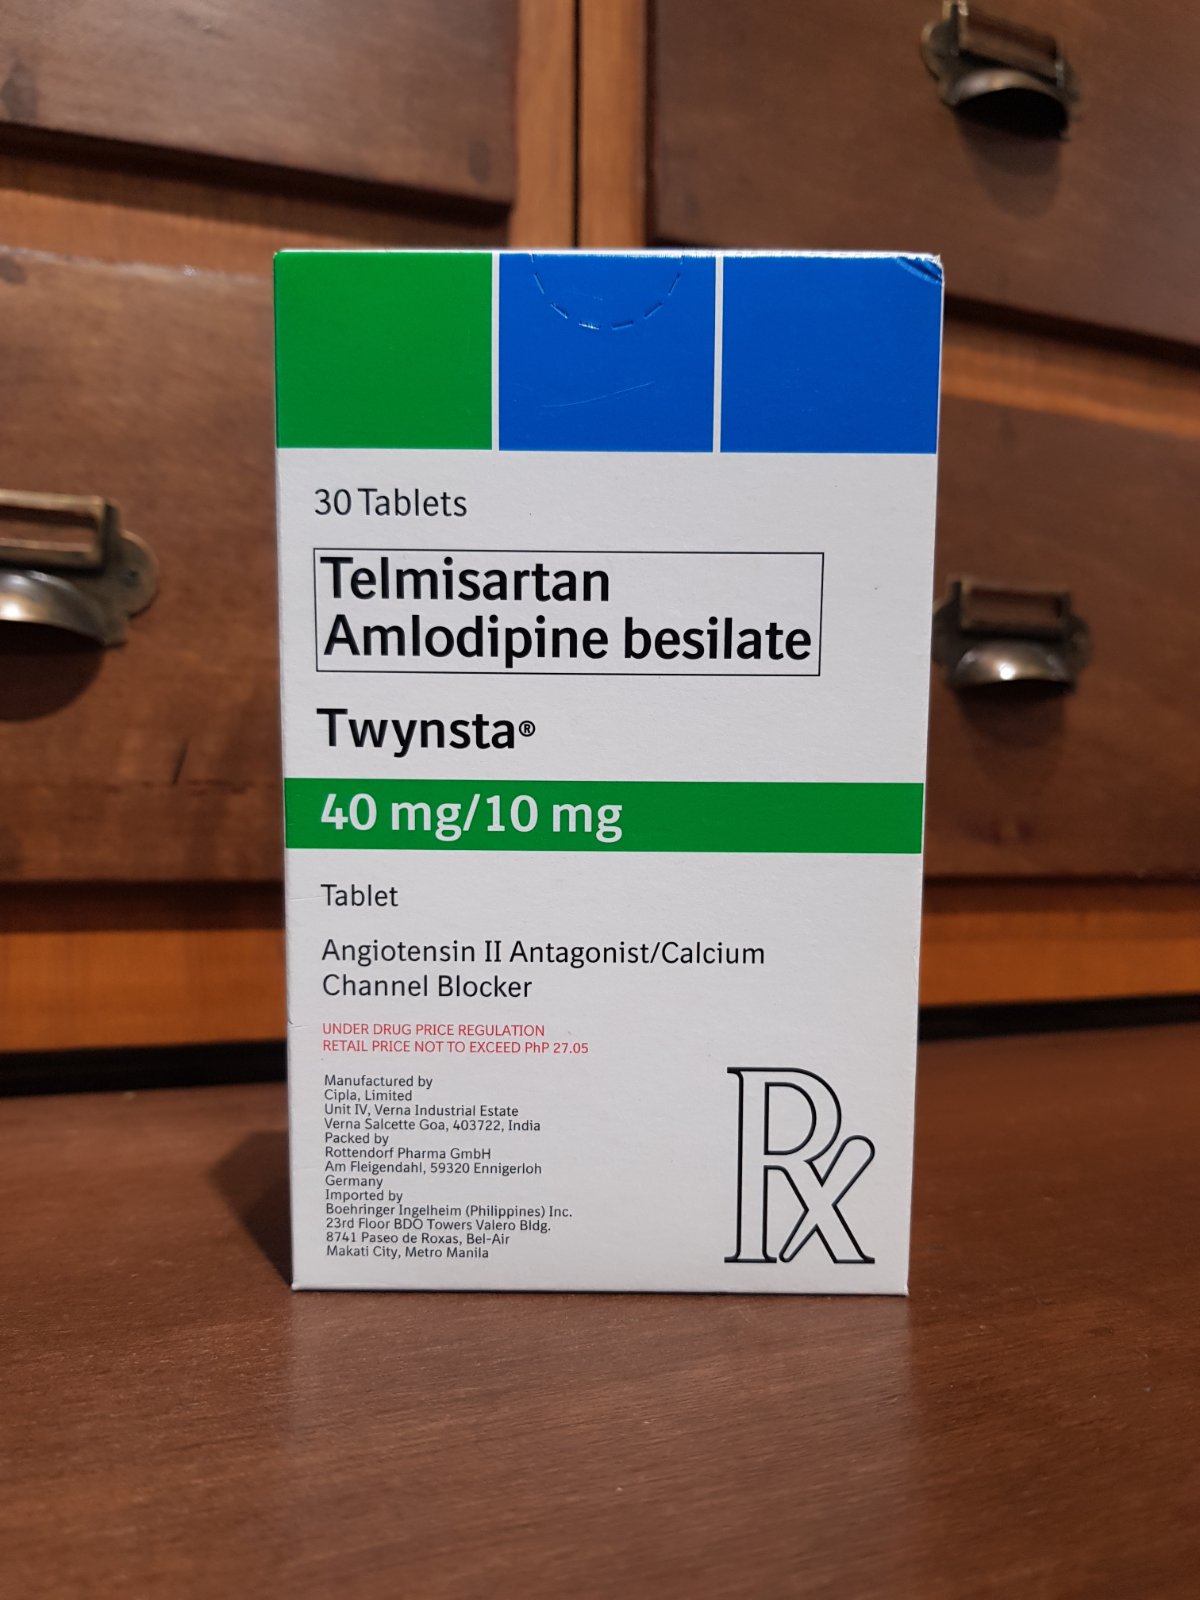 30 Tablets
Telmisartan
Amlodipine besilate
Twynsta®
40 mg/10 mg
Tablet
Angiotensin II Antagonist/Calcium
Channel Blocker
UNDER DRUG PRICE REGULATION
RETAIL PRICE NOT TO EXCEED PhP 27.05
Manufactured by
Cipla, Limited
Unit IV, Verna Industrial Estate
Verna Salcette Goa, 403722, India
Packed by
Rottendorf Pharma GmbH
Am Fleigendahl, 59320 Ennigerloh
Germany
Imported by
Boehringer Ingelheim (Philippines) Inc.
23rd Floor BDO Towers Valero Bldg.
8741 Paseo de Roxas, Bel-Air
Makati City, Metro Manila
Rx